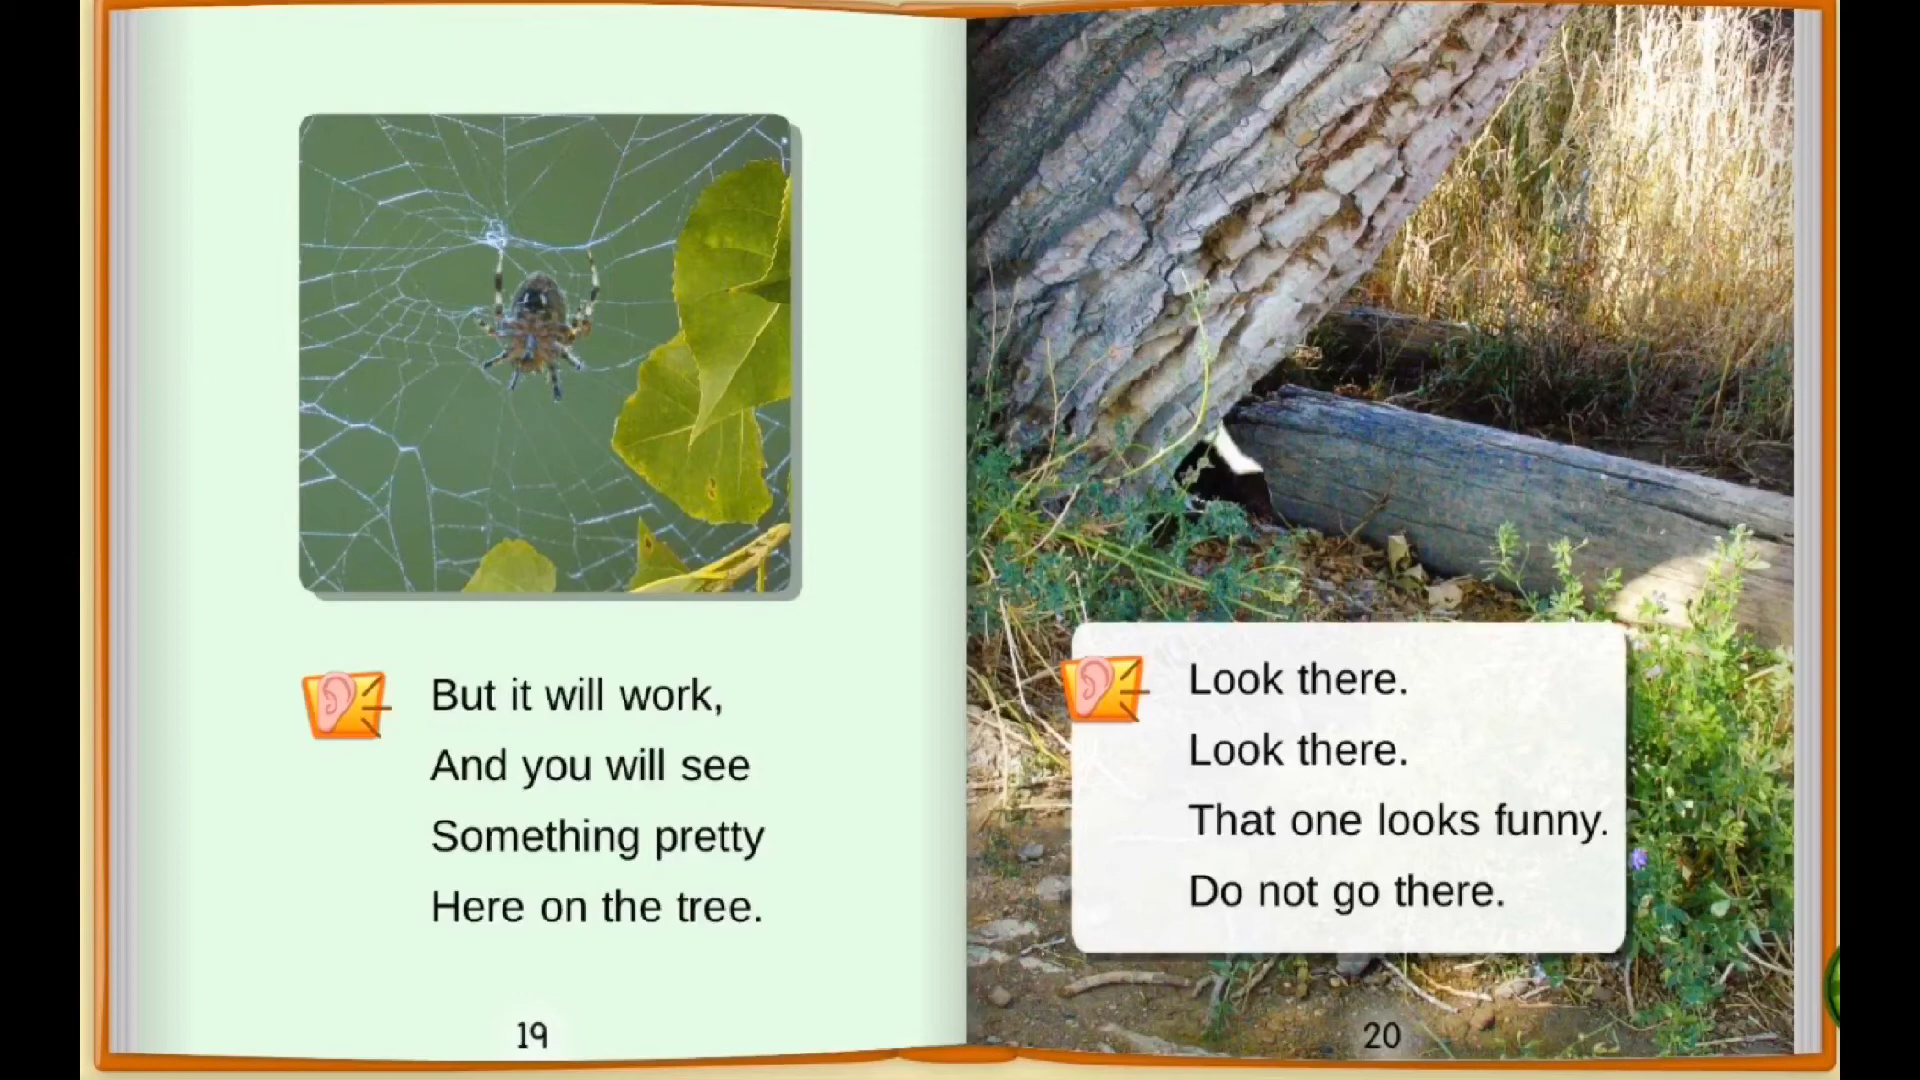 But it will work,
And you will see
Something pretty
Here on the tree.
19
Look there.
Look there.
That one looks funny.
Do not go there.
20